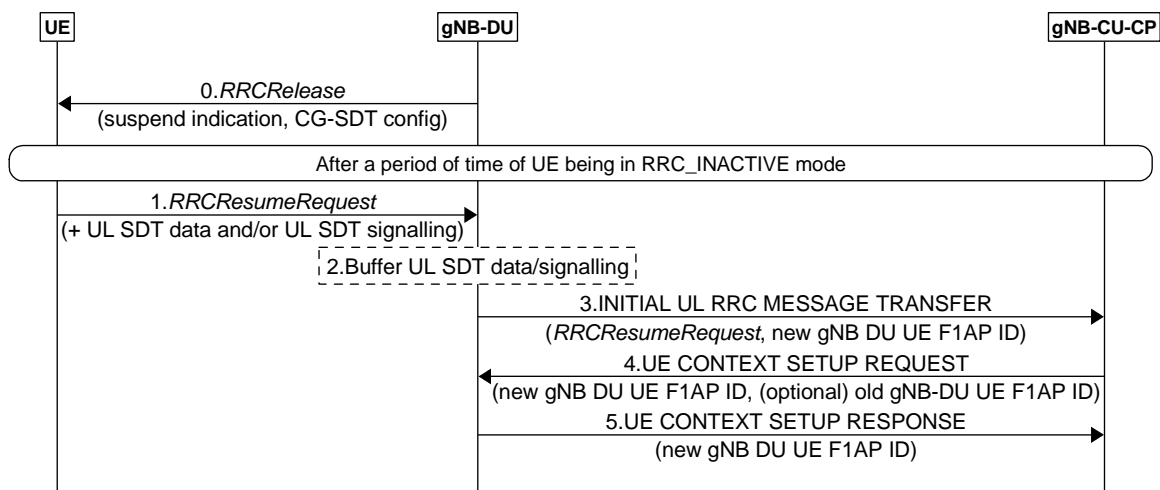 UE gNB-DU gNB-CU-CP
0.RRCRelease
(suspend indication, CG-SDT config)
After a period of time of UE being in RRC_INACTIVE mode
1.RRCResumeRequest
(+ UL SDT data and/or UL SDT signalling)
2.Buffer UL SDT data/signalling
3.INITIAL UL RRC MESSAGE TRANSFER
(RRCResumeRequest, new gNB DU UE F1AP ID)
4.UE CONTEXT SETUP REQUEST
(new gNB DU UE F1AP ID, (optional) old gNB-DU UE F1AP ID)
5.UE CONTEXT SETUP RESPONSE
(new gNB DU UE F1AP ID)